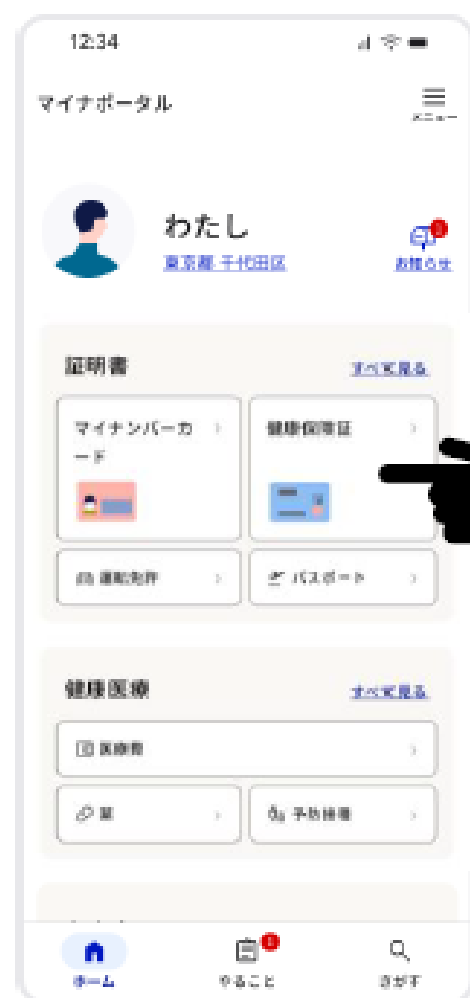 12:34
マイナポータル
メニュー
わたし
東京都 千代田区
お知らせ
証明書
すべて見る
マイナンバーカ
ード
健康保険証
運転免許
パスポート
健康医療
すべて見る
医療費
薬
予防接種
ホーム
やること
さがす